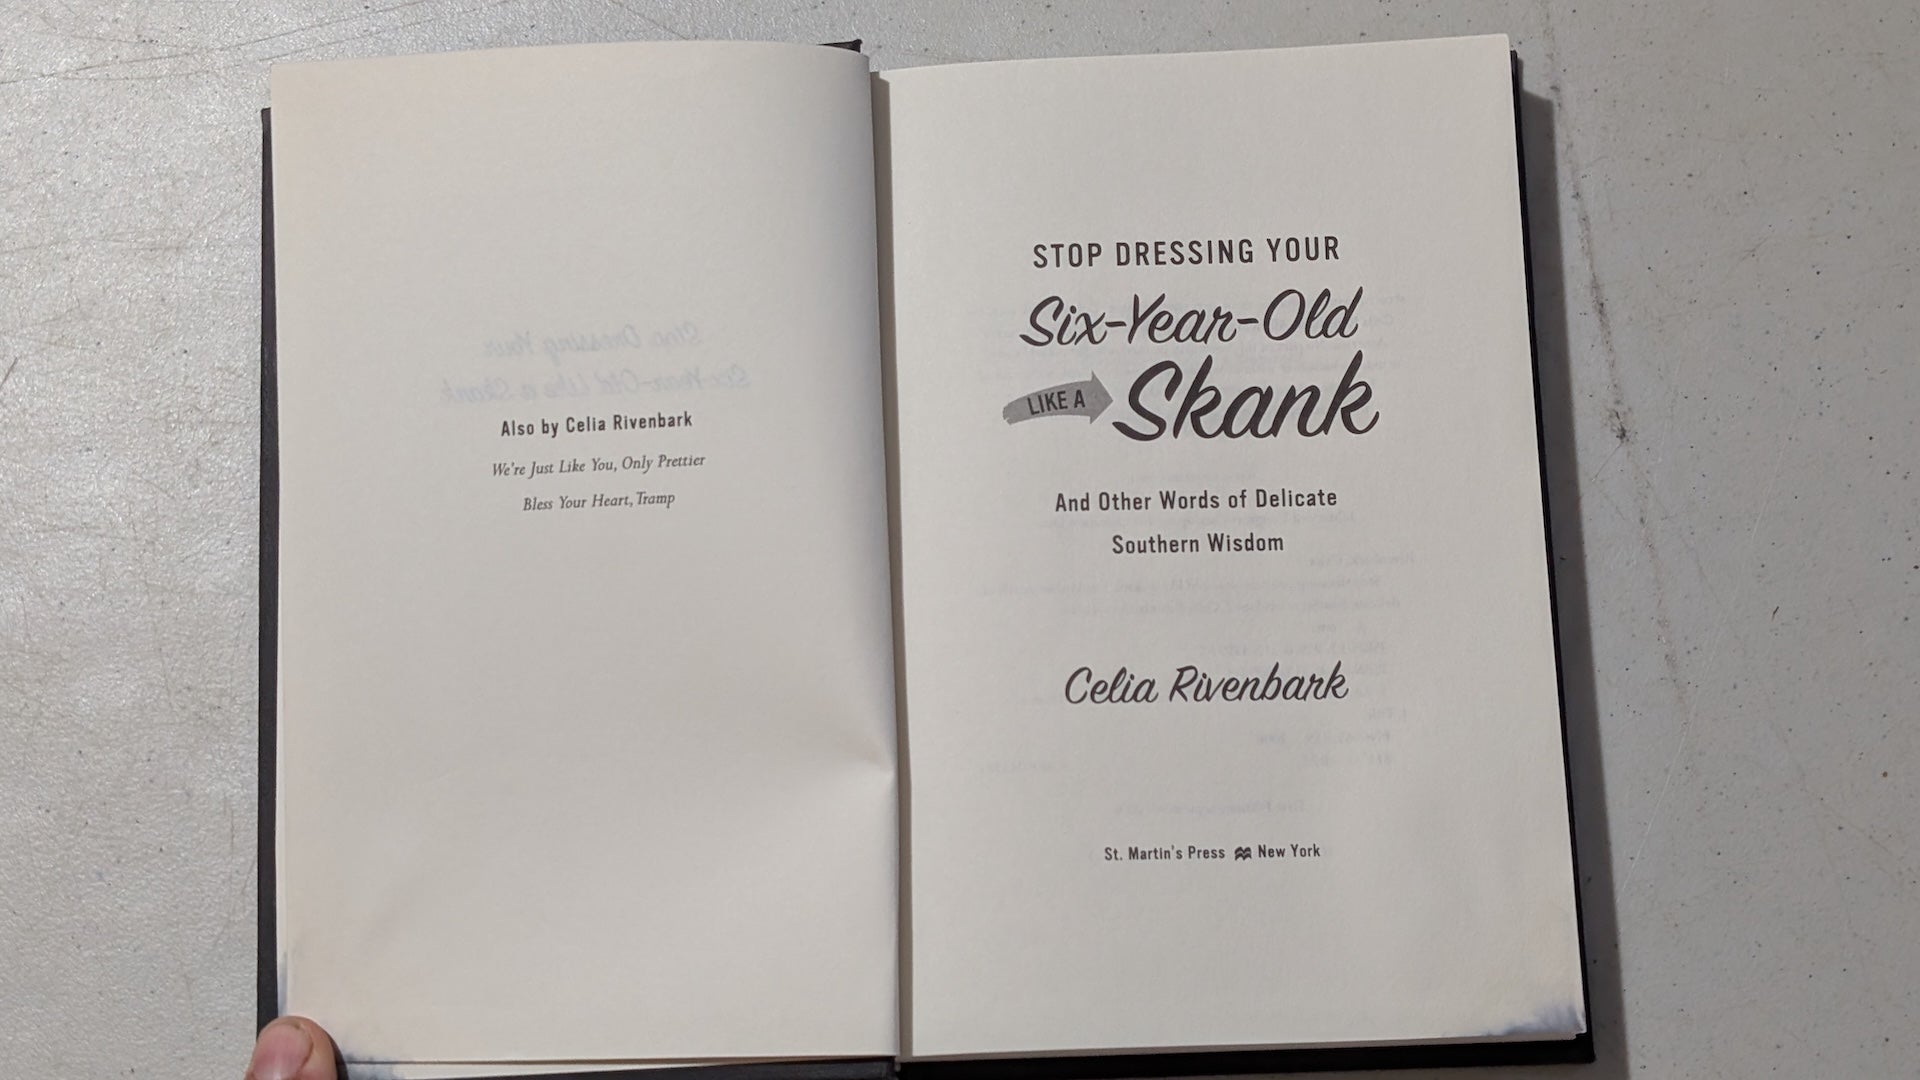 Also by Celia Rivenbark
We're Just Like You, Only Prettier
Bless Your Heart, Tramp
STOP DRESSING YOUR
Six-Year-Old
LIKE A Skank
And Other Words of Delicate
Southern Wisdom
Celia Rivenbark
St. Martin's Press New York